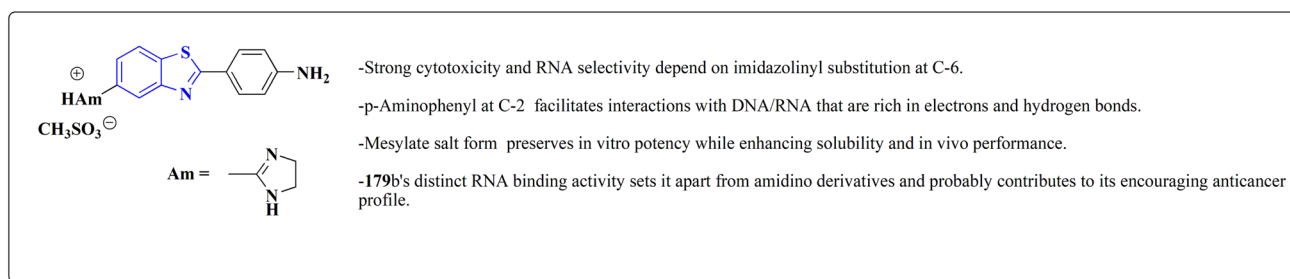 S
N
NH₂
⊕
HAm
CH₃SO₃⊖
Am =
N
N
H
-Strong cytotoxicity and RNA selectivity depend on imidazolinyl substitution at C-6.
-p-Aminophenyl at C-2 facilitates interactions with DNA/RNA that are rich in electrons and hydrogen bonds.
-Mesylate salt form preserves in vitro potency while enhancing solubility and in vivo performance.
-179b's distinct RNA binding activity sets it apart from amidino derivatives and probably contributes to its encouraging anticancer
profile.